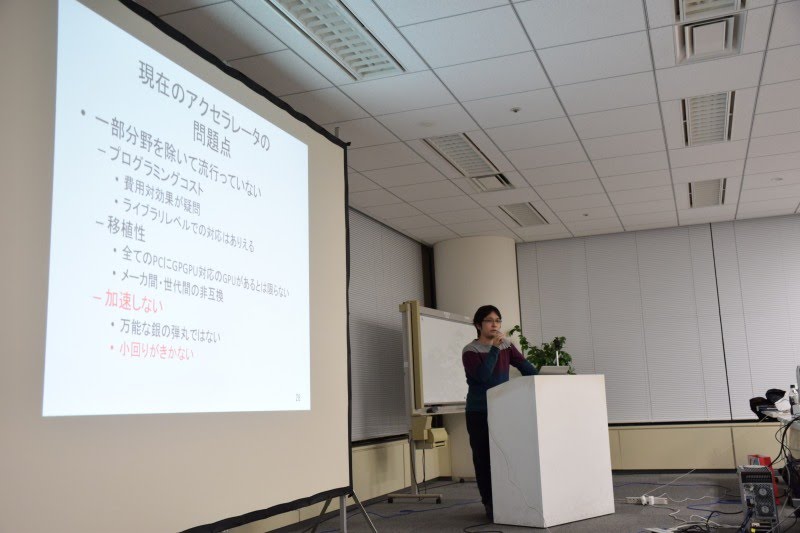 現在のアクセラレータの
問題点
• 一部分野を除いて流行っていない
– プログラミングコスト
• 費用対効果が疑問
• ライブラリレベルでの対応はありえる
– 移植性
• 全てのPCにGPGPU対応のGPUがあるとは限らない
• メーカ間・世代間の非互換
– 加速しない
• 万能な銀の弾丸ではない
• 小回りがきかない